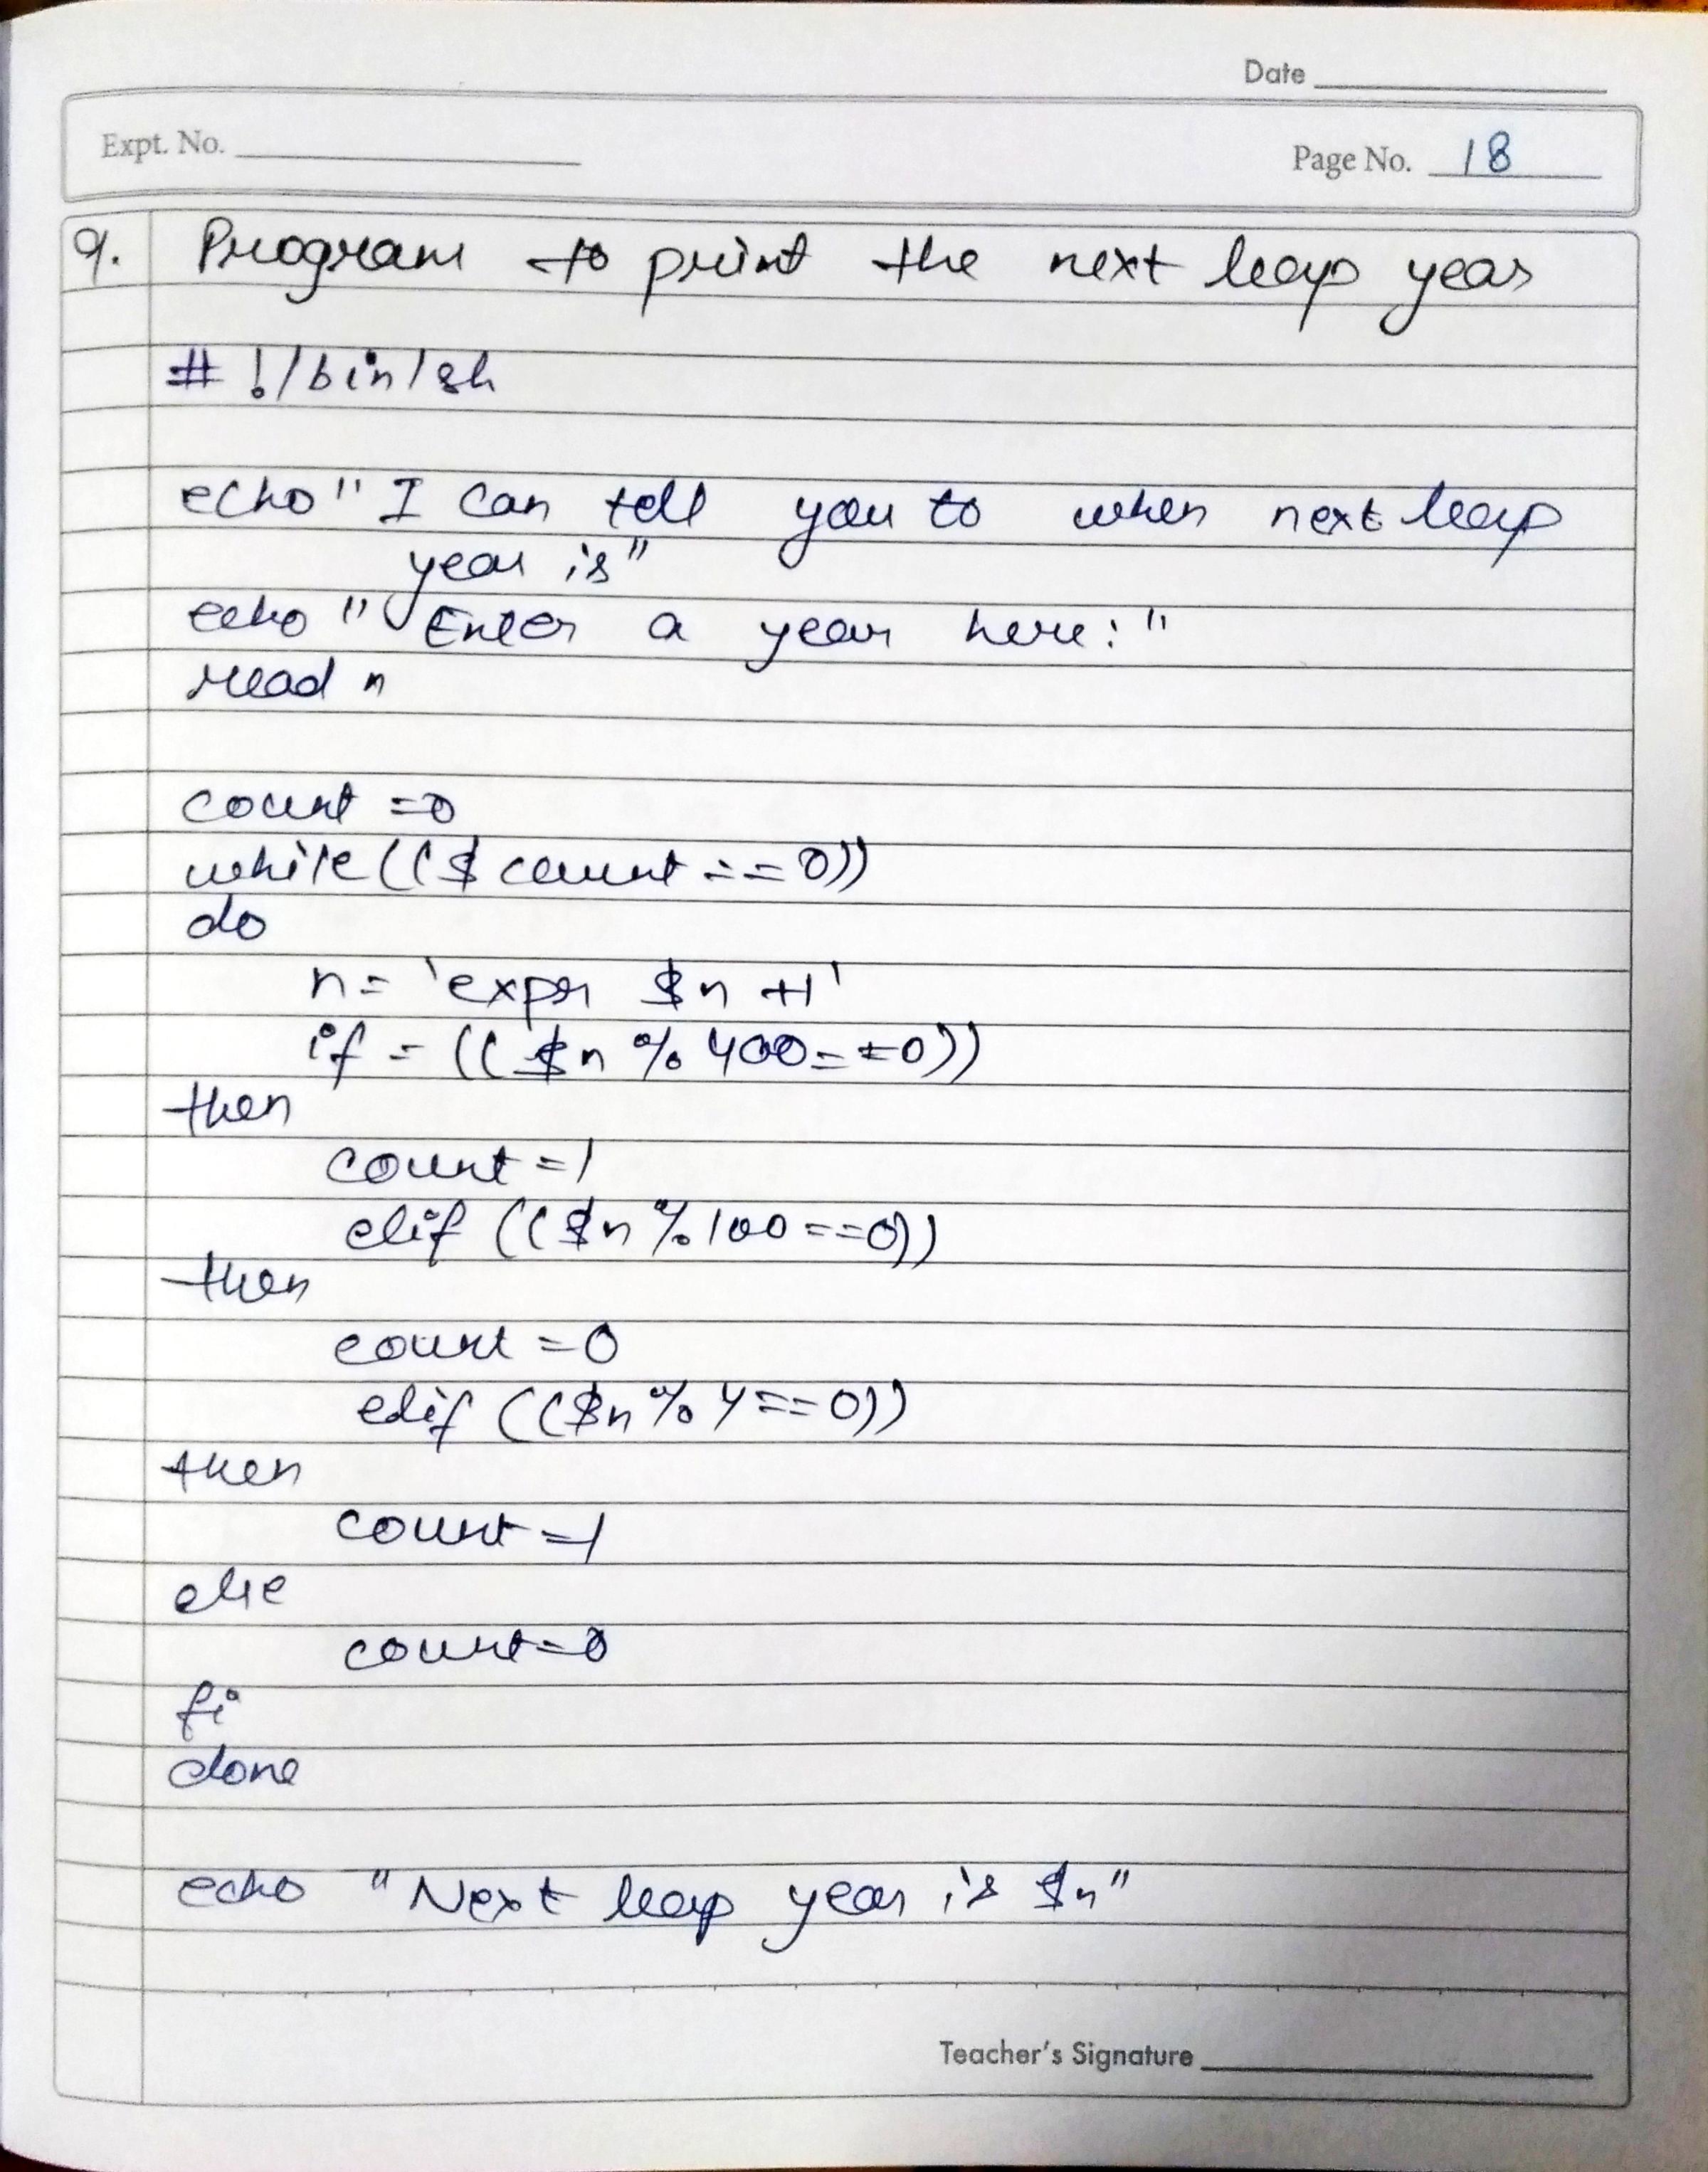 Date
Expt. No.
Page No. 18
9. Program to print the next leap year
# !/bin/sh
echo " I can tell you to when next leap
year is"
echo " Enter a year here: "
read n
count =0
while (($ count == 0))
do
n= `expr $n +1'
if = (( $n % 400==0))
then
count =1
elif (($n % 100 ==0))
then
count =0
elif (($n % 4 == 0))
then
count =1
else
count=0
fi
done
echo "Next leap year is $n"
Teacher's Signature